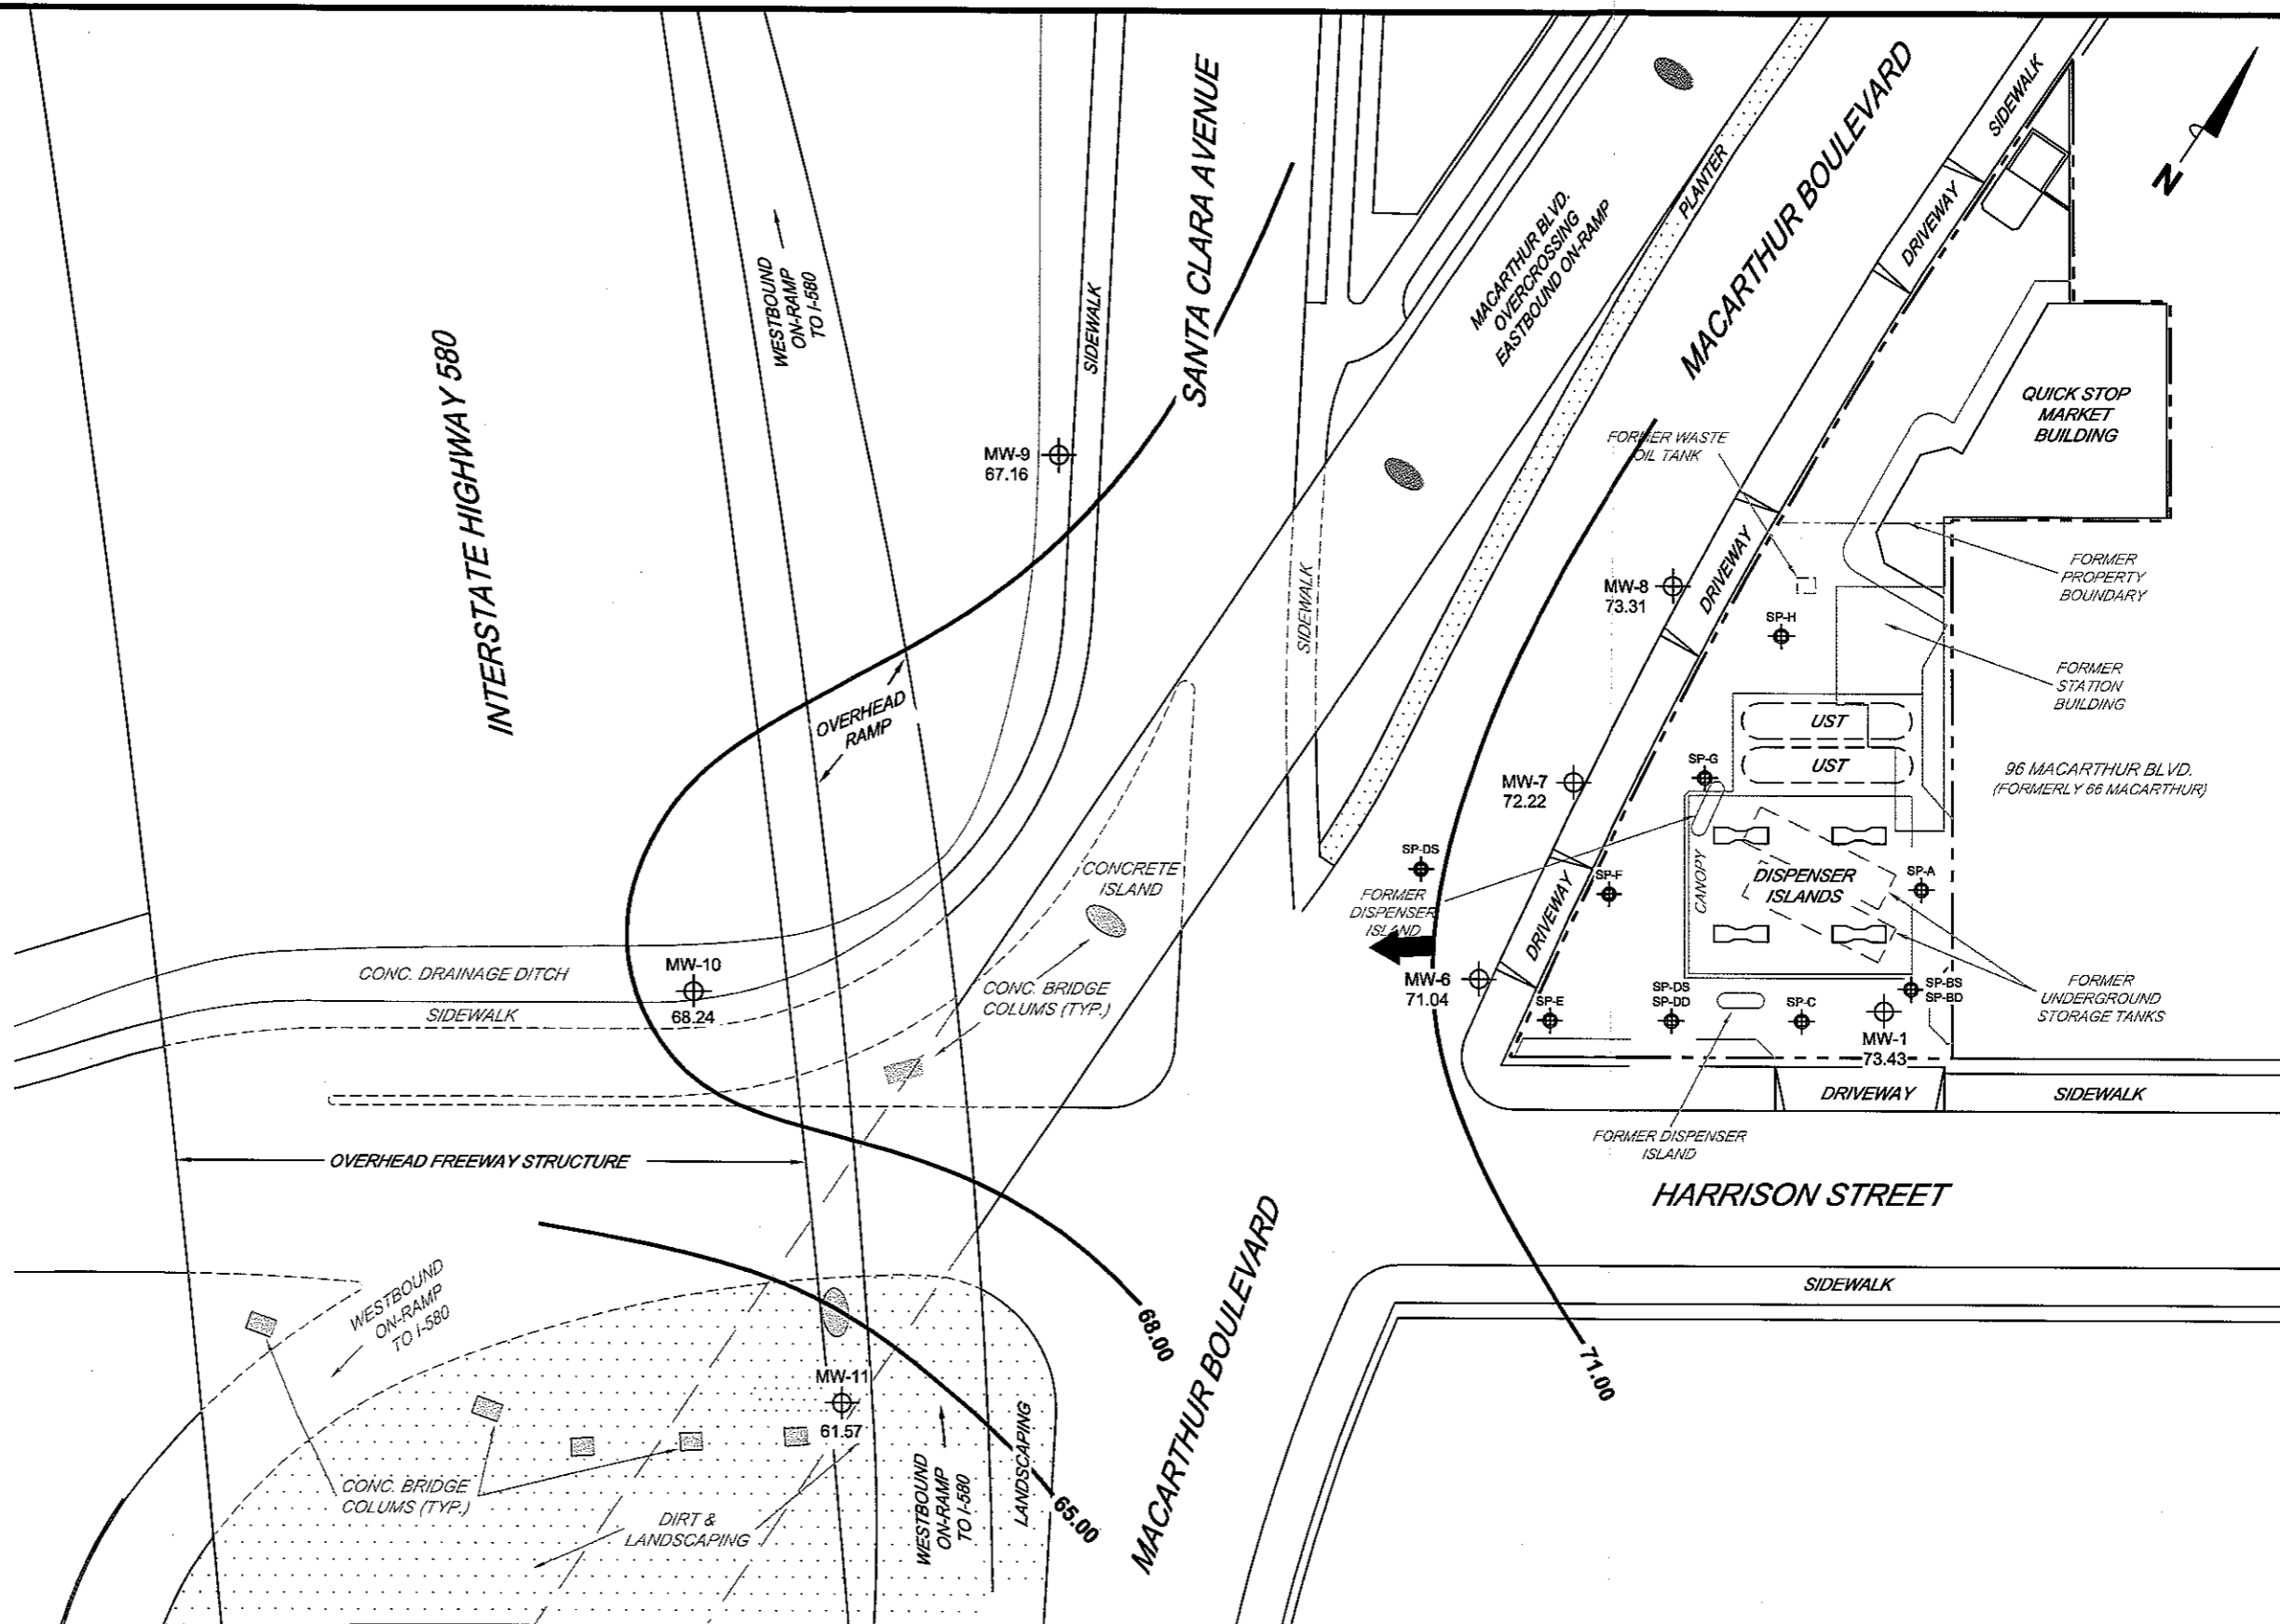 SANTA CLARA AVENUE
MACARTHUR BOULEVARD
SIDEWALK
N
PLANTER
DRIVEWAY
MACARTHUR BLVD.
OVERCROSSING
EASTBOUND ON-RAMP
WESTBOUND
ON-RAMP
TO I-580
SIDEWALK
INTERSTATE HIGHWAY 580
QUICK STOP
MARKET
BUILDING
MW-9
67.16
FORMER WASTE
OIL TANK
DRIVEWAY
SIDEWALK
FORMER
PROPERTY
BOUNDARY
MW-8
73.31
SP-H
FORMER
STATION
BUILDING
OVERHEAD
RAMP
UST
UST
SP-G
MW-7
72.22
96 MACARTHUR BLVD.
(FORMERLY 66 MACARTHUR)
SP-DS
SP-F
CANOPY
DISPENSER
ISLANDS
SP-A
FORMER
DISPENSER
ISLAND
DRIVEWAY
CONCRETE
ISLAND
CONC. DRAINAGE DITCH
MW-10
68.24
SIDEWALK
CONC. BRIDGE
COLUMS (TYP.)
MW-6
71.04
SP-E
SP-DS
SP-DD
SP-C
SP-BS
SP-BD
MW-1
73.43
FORMER
UNDERGROUND
STORAGE TANKS
DRIVEWAY
SIDEWALK
FORMER DISPENSER
ISLAND
OVERHEAD FREEWAY STRUCTURE
HARRISON STREET
SIDEWALK
WESTBOUND
ON-RAMP
TO I-580
68.00
71.00
MACARTHUR BOULEVARD
MW-11
61.57
WESTBOUND
ON-RAMP
TO I-580
LANDSCAPING
65.00
CONC. BRIDGE
COLUMS (TYP.)
DIRT &
LANDSCAPING